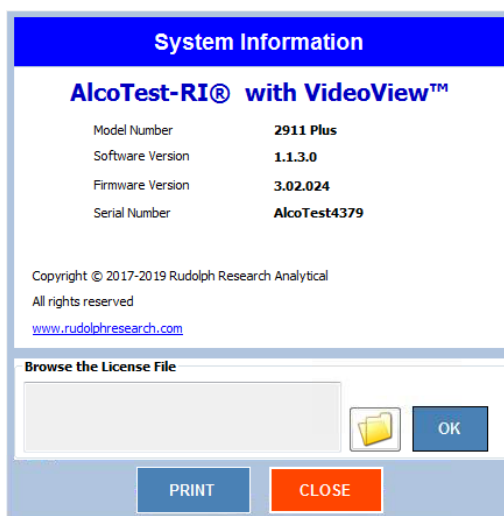 System Information
AlcoTest-RI® with VideoView™
Model Number 2911 Plus
Software Version 1.1.3.0
Firmware Version 3.02.024
Serial Number AlcoTest4379
Copyright © 2017-2019 Rudolph Research Analytical
All rights reserved
www.rudolphresearch.com
Browse the License File
OK
PRINT CLOSE